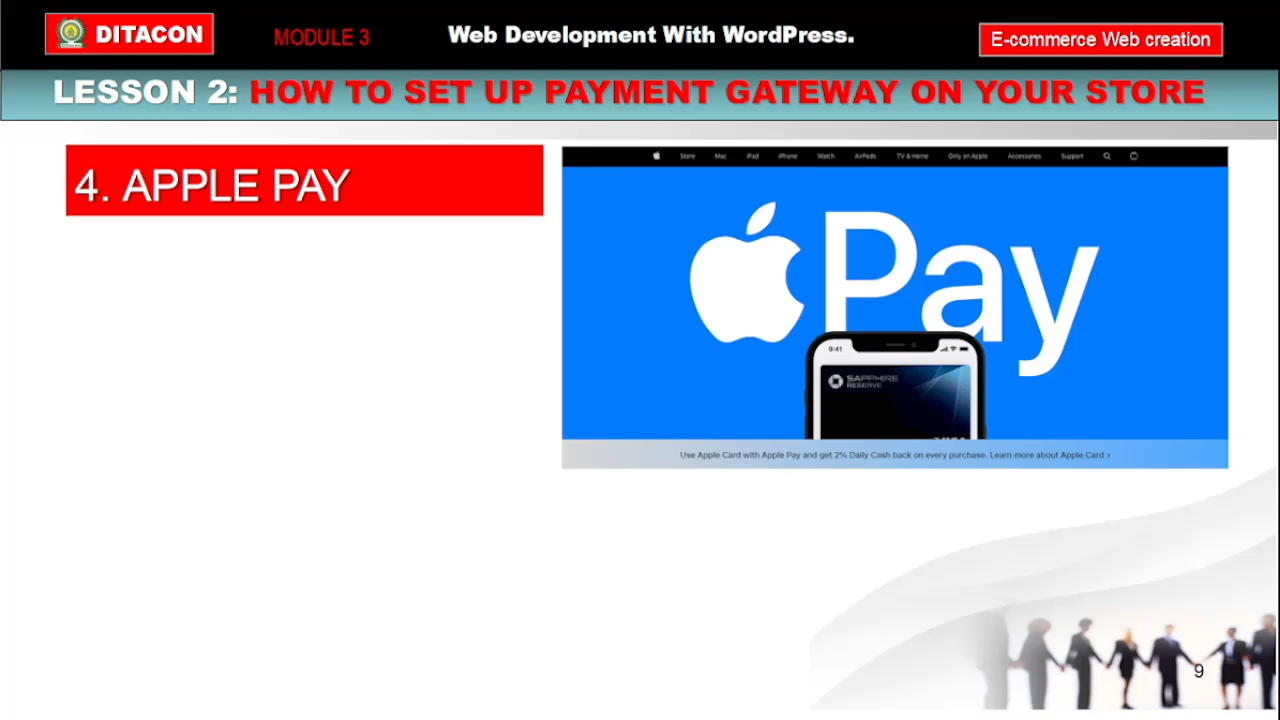 DITACON
MODULE 3
Web Development With WordPress.
E-commerce Web creation
LESSON 2: HOW TO SET UP PAYMENT GATEWAY ON YOUR STORE
4. APPLE PAY
Store Mac iPad iPhone Watch AirPods TV & Home Only on Apple Accessories Support
Pay
9:41
SAPPHIRE
RESERVE
Use Apple Card with Apple Pay and get 2% Daily Cash back on every purchase. Learn more about Apple Card >
9